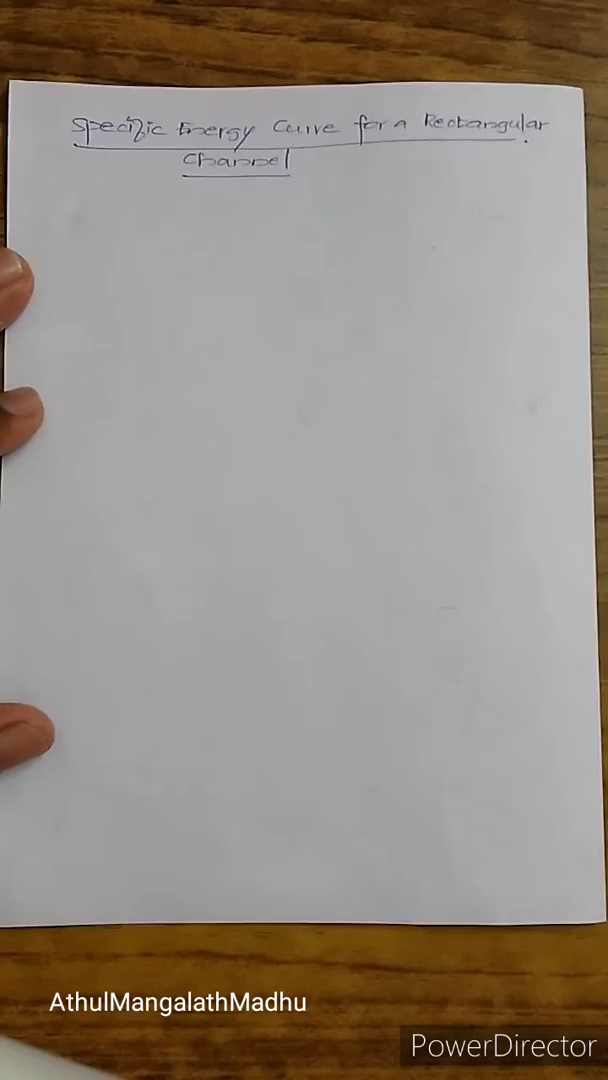 Specific Energy Curve for a Rectangular
Channel
AthulMangalathMadhu
PowerDirector